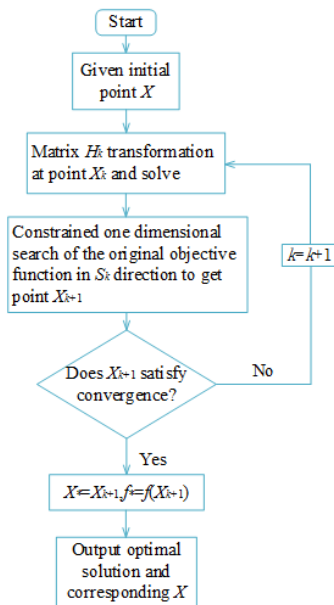 Start
Given initial
point X
Matrix Hk transformation
at point Xk and solve
Constrained one dimensional
search of the original objective
function in Sk direction to get
point Xk+1
k=k+1
Does Xk+1 satisfy
convergence?
No
Yes
X*=Xk+1,f*=f(Xk+1)
Output optimal
solution and
corresponding X